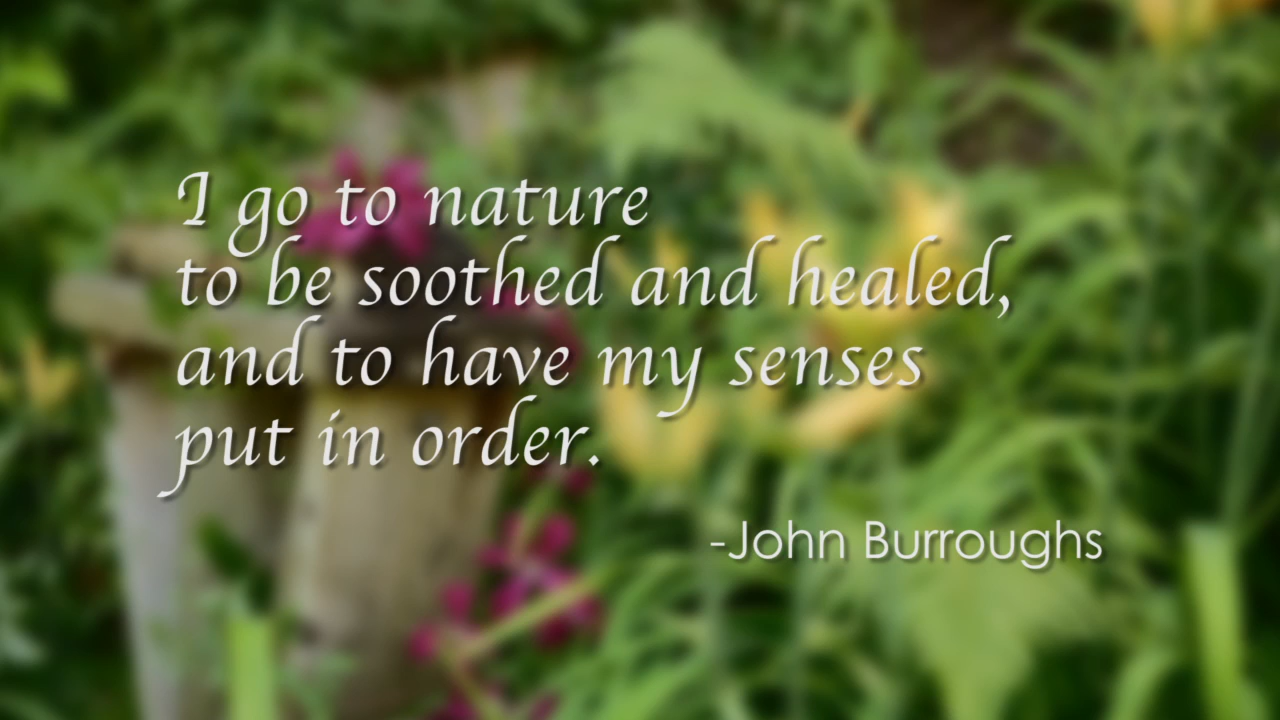 I go to nature
to be soothed and healed,
and to have my senses
put in order.
-John Burroughs